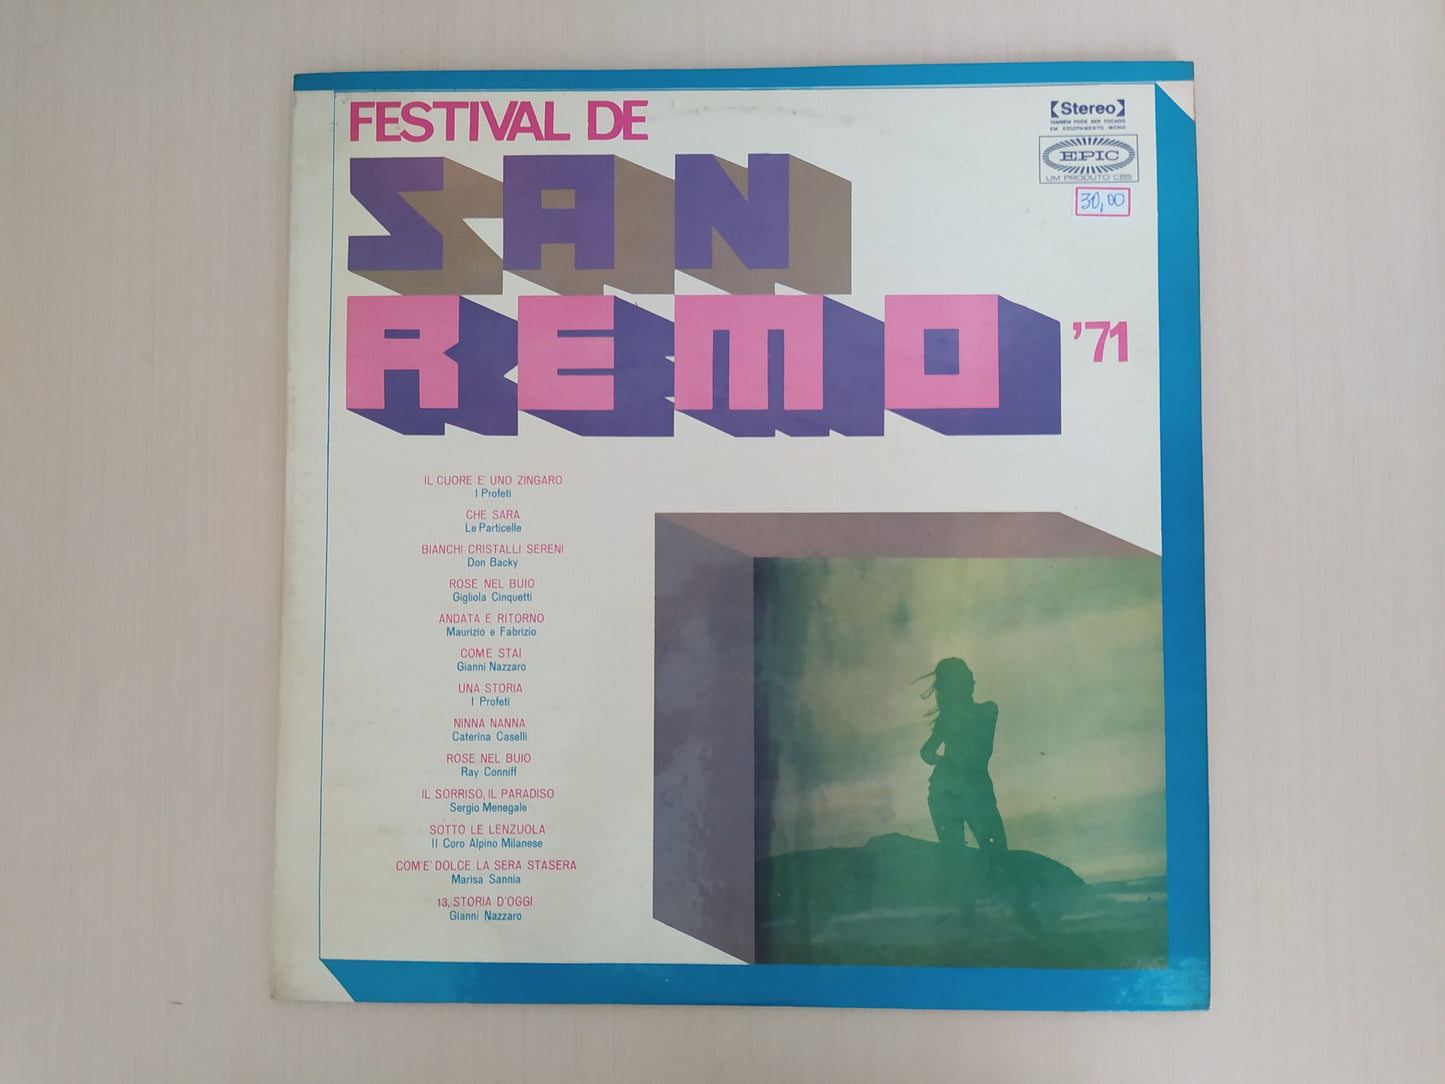 FESTIVAL DE
SAN
REMO
'71
Stereo
TAMBÉM PODE SER TOCADO
EM EQUIPAMENTO MONO
EPIC
UM PRODUTO CBS
30,00
IL CUORE E' UNO ZINGARO
I Profeti
CHE SARA
Le Particelle
BIANCHI CRISTALLI SERENI
Don Backy
ROSE NEL BUIO
Gigliola Cinquetti
ANDATA E RITORNO
Maurizio e Fabrizio
COME STAI
Gianni Nazzaro
UNA STORIA
I Profeti
NINNA NANNA
Caterina Caselli
ROSE NEL BUIO
Ray Conniff
IL SORRISO, IL PARADISO
Sergio Menegale
SOTTO LE LENZUOLA
Il Coro Alpino Milanese
COM'E' DOLCE LA SERA STASERA
Marisa Sannia
13, STORIA D'OGGI
Gianni Nazzaro